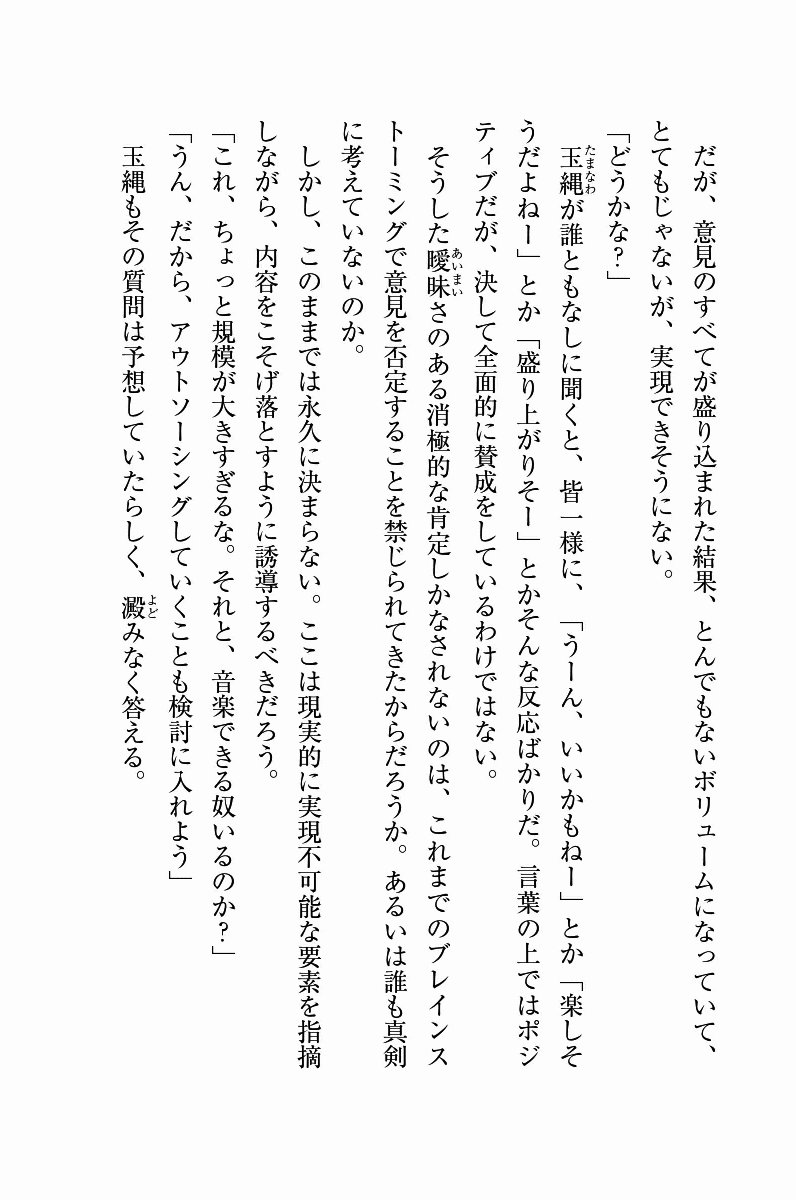 だが、意見のすべてが盛り込まれた結果、とんでもないボリュームになっていて、
とてもじゃないが、実現できそうにない。
「どうかな？」
玉縄が誰ともなしに聞くと、皆一様に、「うーん、いいかもねー」とか「楽しそ
うだよねー」とか「盛り上がりそー」とかそんな反応ばかりだ。言葉の上ではポジ
ティブだが、決して全面的に賛成をしているわけではない。
そうした曖昧さのある消極的な肯定しかなされないのは、これまでのブレインス
トーミングで意見を否定することを禁じられてきたからだろうか。あるいは誰も真剣
に考えていないのか。
しかし、このままでは永久に決まらない。ここは現実的に実現不可能な要素を指摘
しながら、内容をこそげ落とすように誘導するべきだろう。
「これ、ちょっと規模が大きすぎるな。それと、音楽できる奴いるのか？」
「うん、だから、アウトソーシングしていくことも検討に入れよう」
玉縄もその質問は予想していたらしく、澱みなく答える。